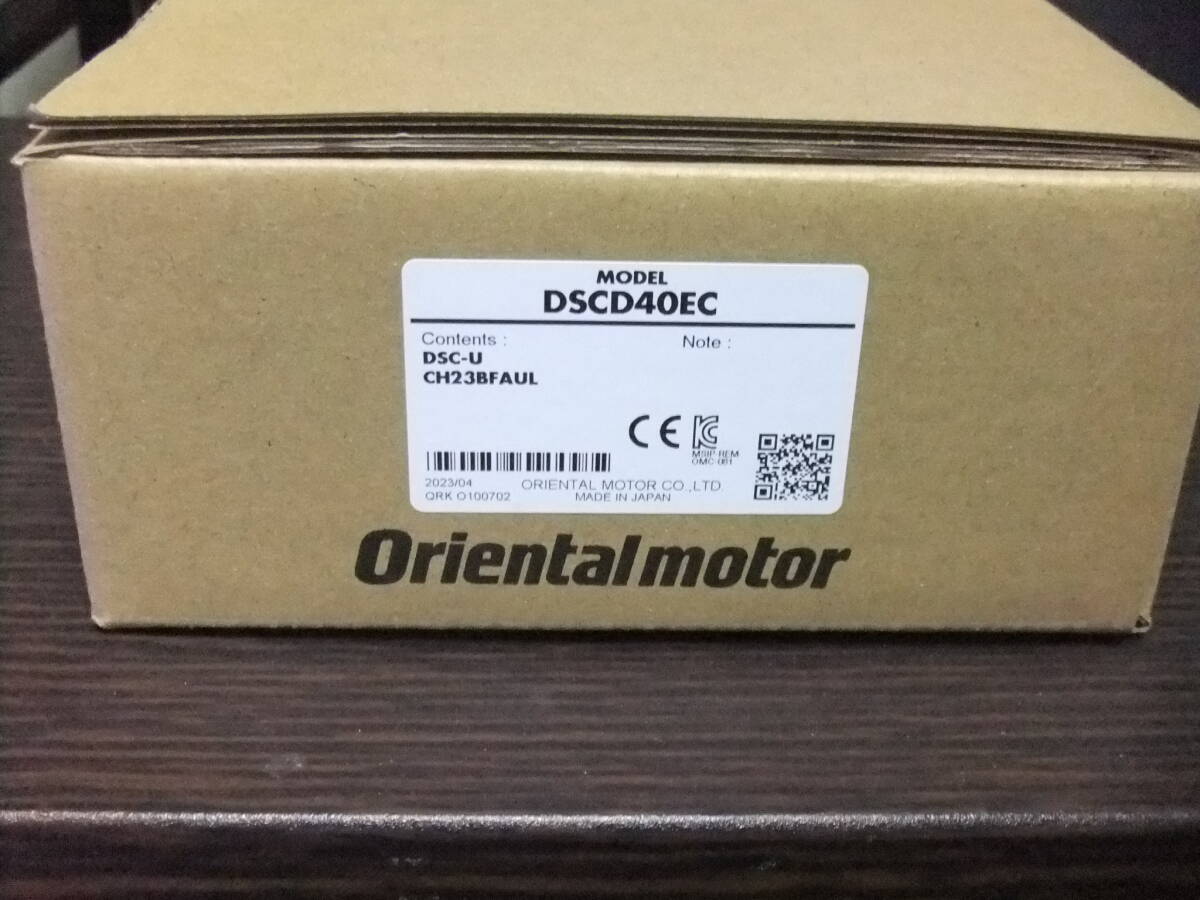 MODEL
DSCD40EC
Contents :
Note :
DSC-U
CH23BFAUL
CE
MSIP-REM
OMC-081
2023/04
ORIENTAL MOTOR CO.,LTD.
QRK O100702
MADE IN JAPAN
Orientalmotor